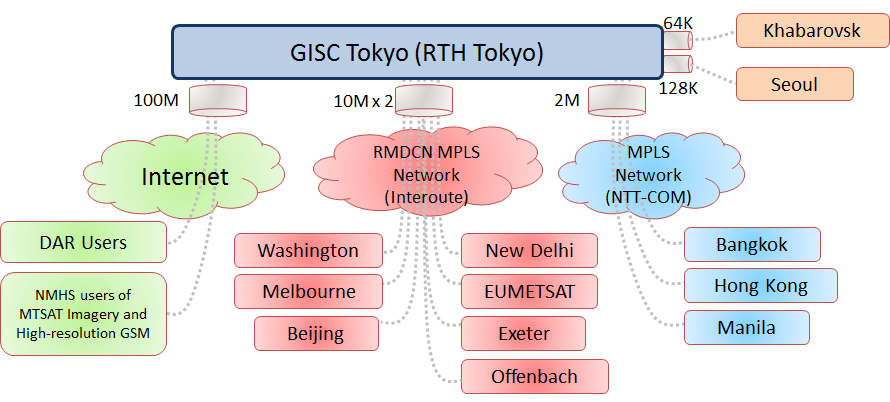 64K
Khabarovsk
GISC Tokyo (RTH Tokyo)
128K
Seoul
100M
10M x 2
2M
Internet
RMDCN MPLS
Network
(Interoute)
MPLS
Network
(NTT-COM)
DAR Users
NMHS users of
MTSAT Imagery and
High-resolution GSM
Washington
Melbourne
Beijing
New Delhi
EUMETSAT
Exeter
Offenbach
Bangkok
Hong Kong
Manila